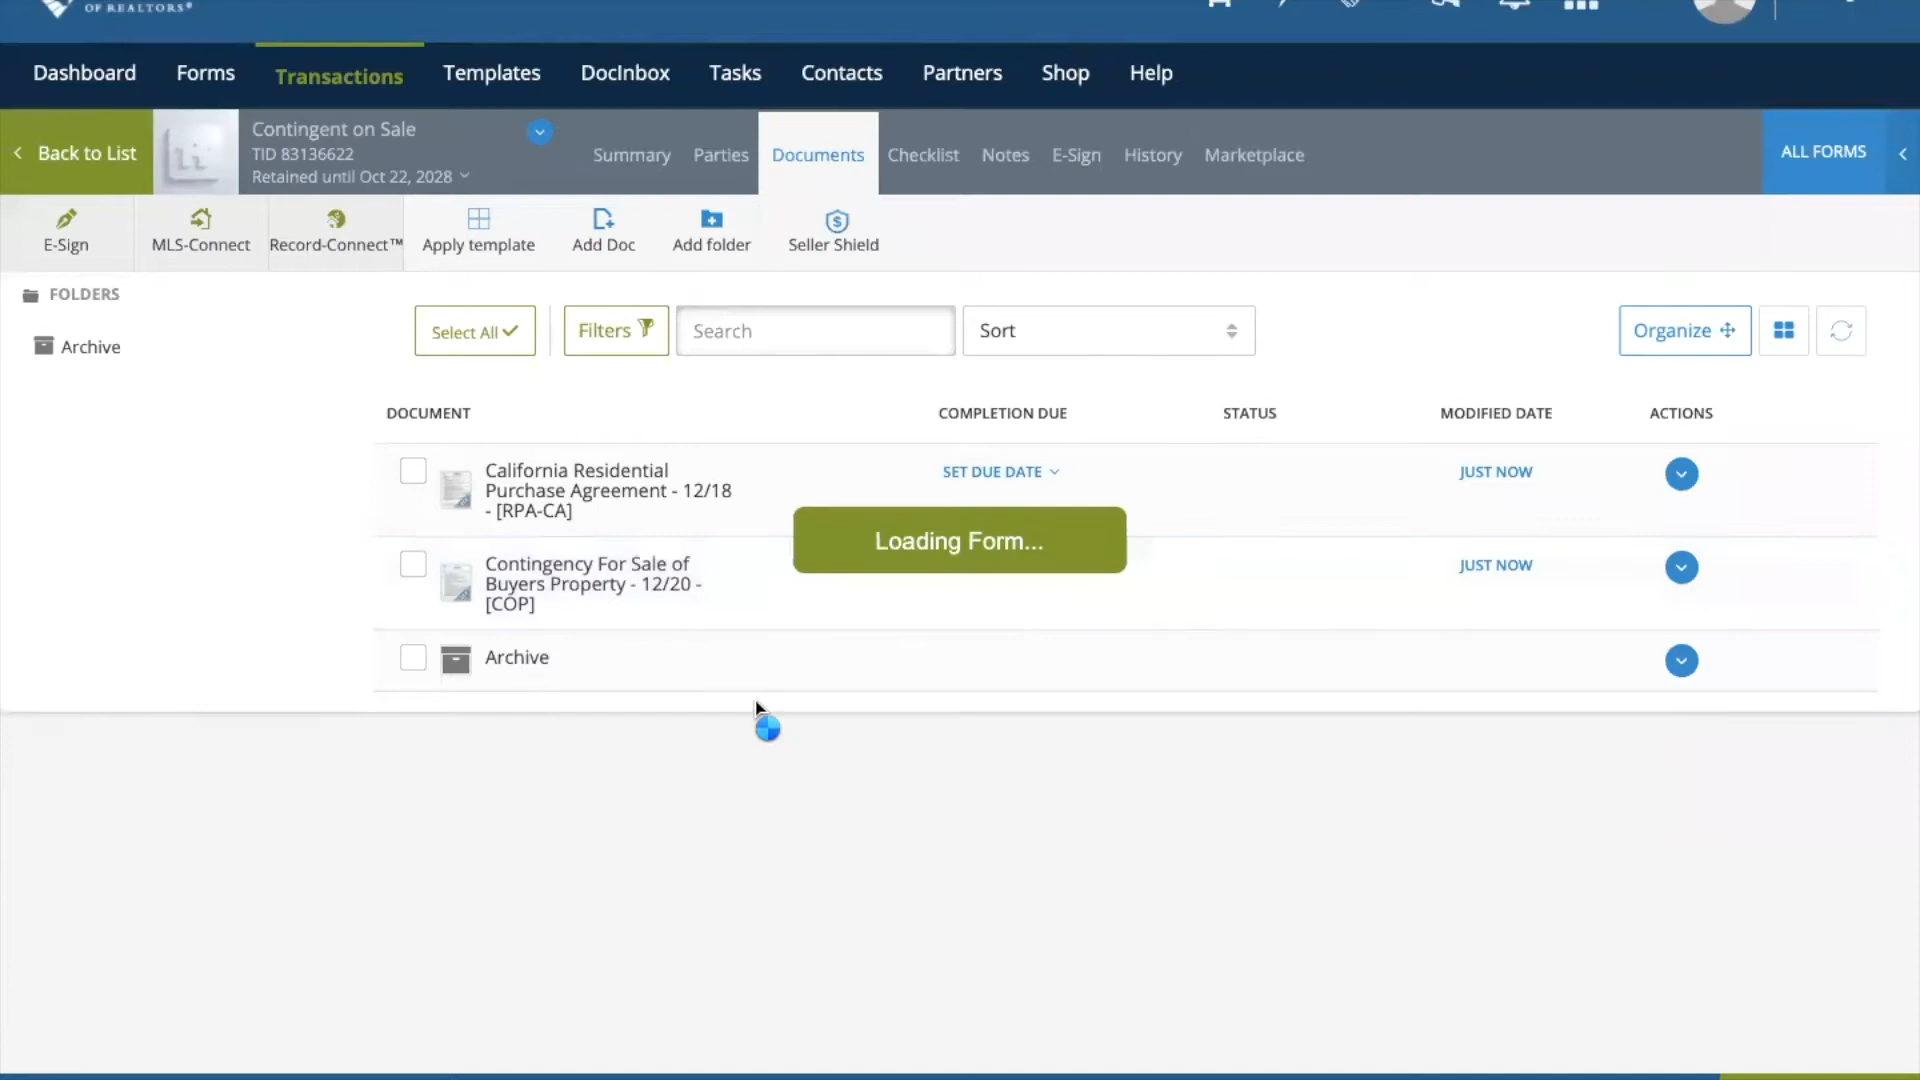 OF REALTORS®
Dashboard Forms Transactions Templates DocInbox Tasks Contacts Partners Shop Help
Back to List
Contingent on Sale
TID 83136622
Retained until Oct 22, 2028
Summary Parties Documents Checklist Notes E-Sign History Marketplace
ALL FORMS
E-Sign MLS-Connect Record-Connect™ Apply template Add Doc Add folder Seller Shield
FOLDERS
Archive
Select All Filters Search Sort Organize
DOCUMENT COMPLETION DUE STATUS MODIFIED DATE ACTIONS
California Residential
Purchase Agreement - 12/18
- [RPA-CA]
SET DUE DATE JUST NOW
Loading Form...
Contingency For Sale of
Buyers Property - 12/20 -
[COP]
JUST NOW
Archive